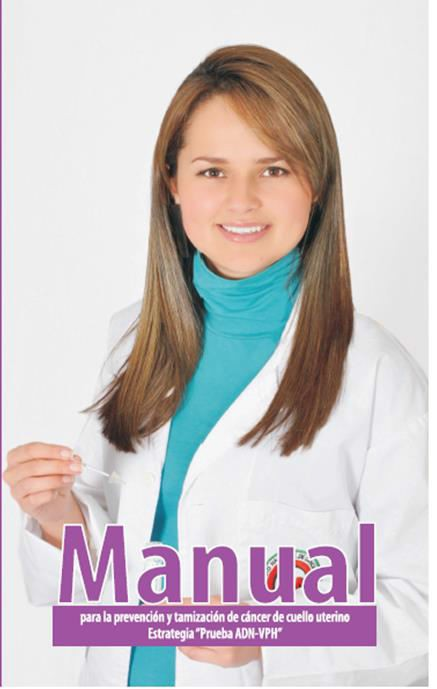 Manual
para la prevención y tamización de cáncer de cuello uterino
Estrategia "Prueba ADN-VPH"